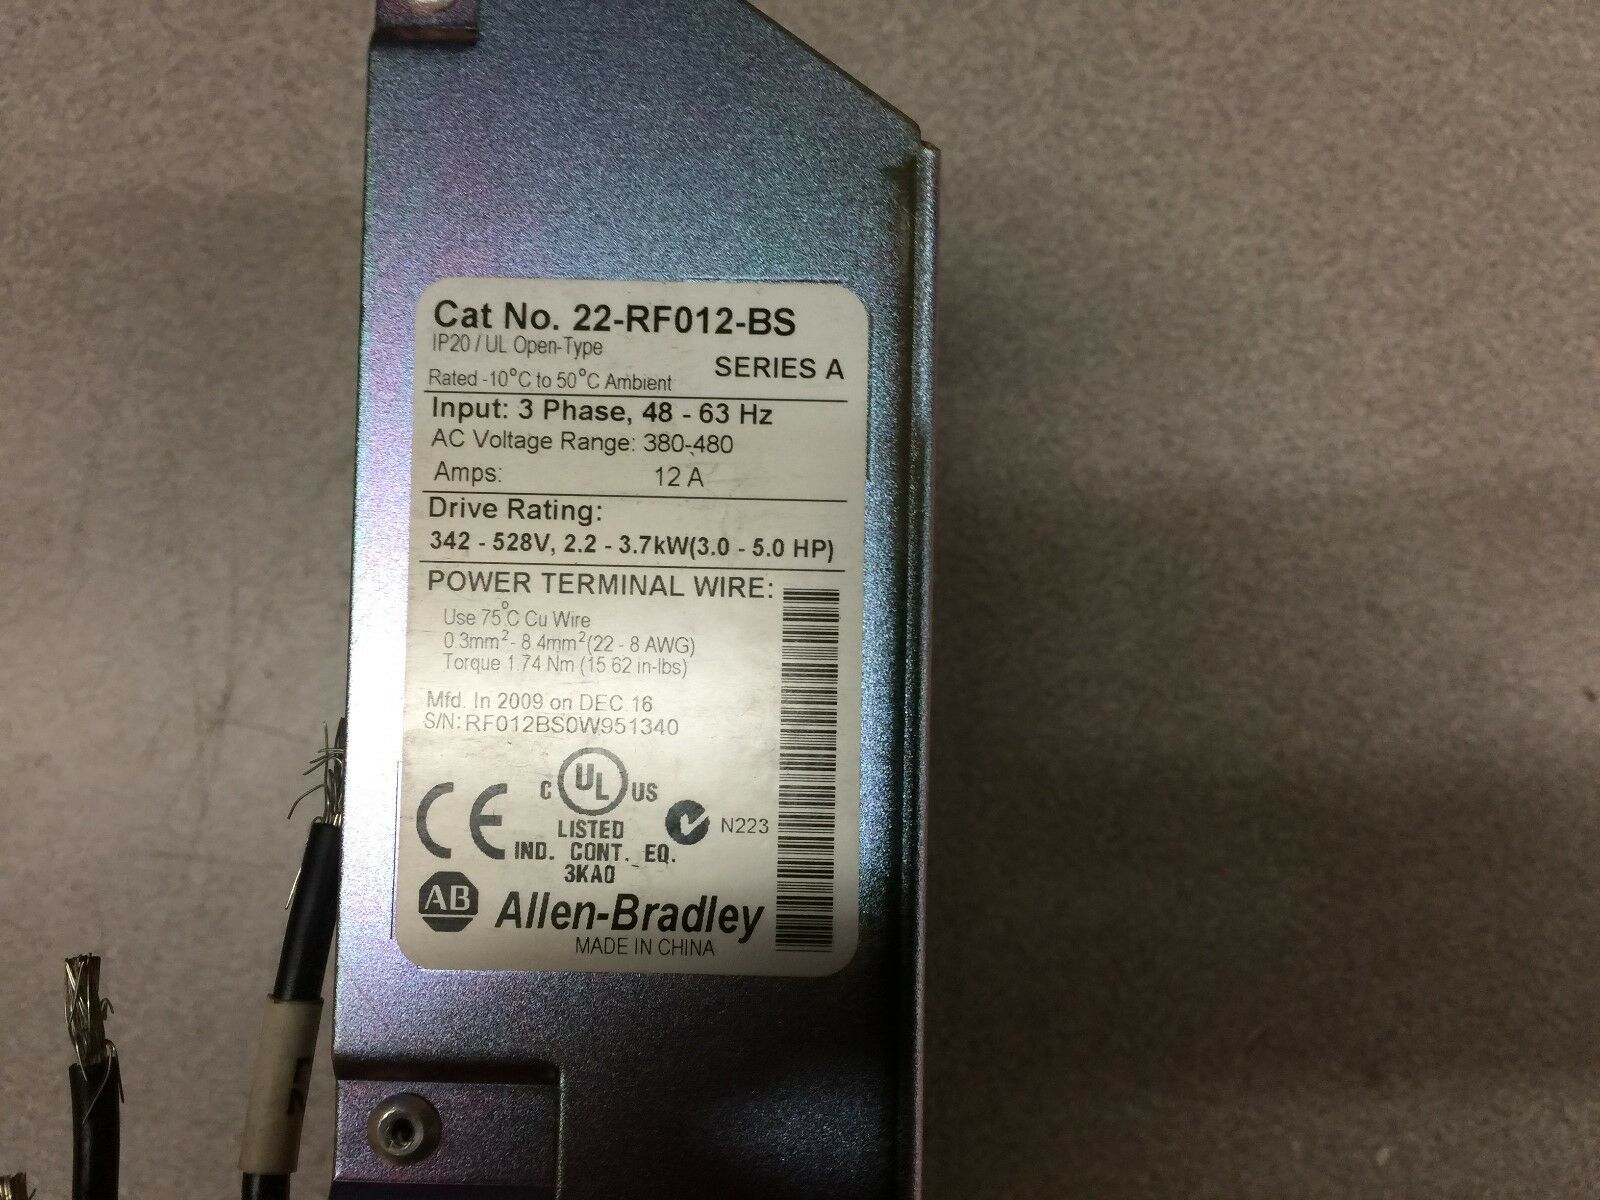 Cat No. 22-RF012-BS
IP20 / UL Open-Type
SERIES A
Rated -10°C to 50°C Ambient
Input: 3 Phase, 48 - 63 Hz
AC Voltage Range: 380-480
Amps: 12 A
Drive Rating:
342 - 528V, 2.2 - 3.7kW(3.0 - 5.0 HP)
POWER TERMINAL WIRE:
Use 75°C Cu Wire
0.3mm²- 8.4mm²(22 - 8 AWG)
Torque 1.74 Nm (15.62 in-lbs)
Mfd. In 2009 on DEC 16
S/N: RF012BS0W951340
CE
C UL US
LISTED
N223
IND. CONT. EQ.
3KA0
AB Allen-Bradley
MADE IN CHINA